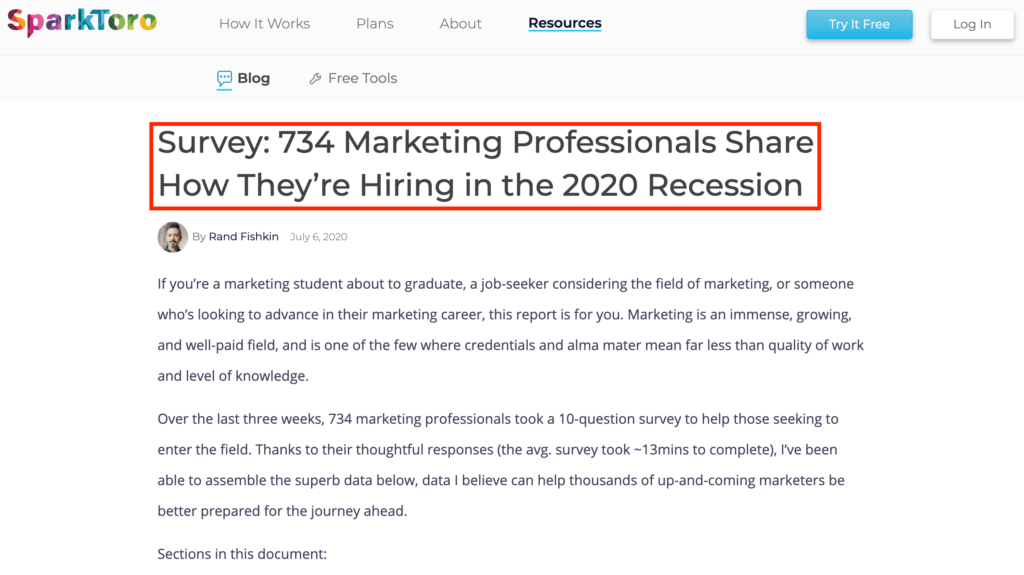 SparkToro
How It Works
Plans
About
Resources
Try It Free
Log In
Blog
Free Tools
Survey: 734 Marketing Professionals Share
How They’re Hiring in the 2020 Recession
By Rand Fishkin July 6, 2020
If you’re a marketing student about to graduate, a job-seeker considering the field of marketing, or someone
who’s looking to advance in their marketing career, this report is for you. Marketing is an immense, growing,
and well-paid field, and is one of the few where credentials and alma mater mean far less than quality of work
and level of knowledge.
Over the last three weeks, 734 marketing professionals took a 10-question survey to help those seeking to
enter the field. Thanks to their thoughtful responses (the avg. survey took ~13mins to complete), I’ve been
able to assemble the superb data below, data I believe can help thousands of up-and-coming marketers be
better prepared for the journey ahead.
Sections in this document: